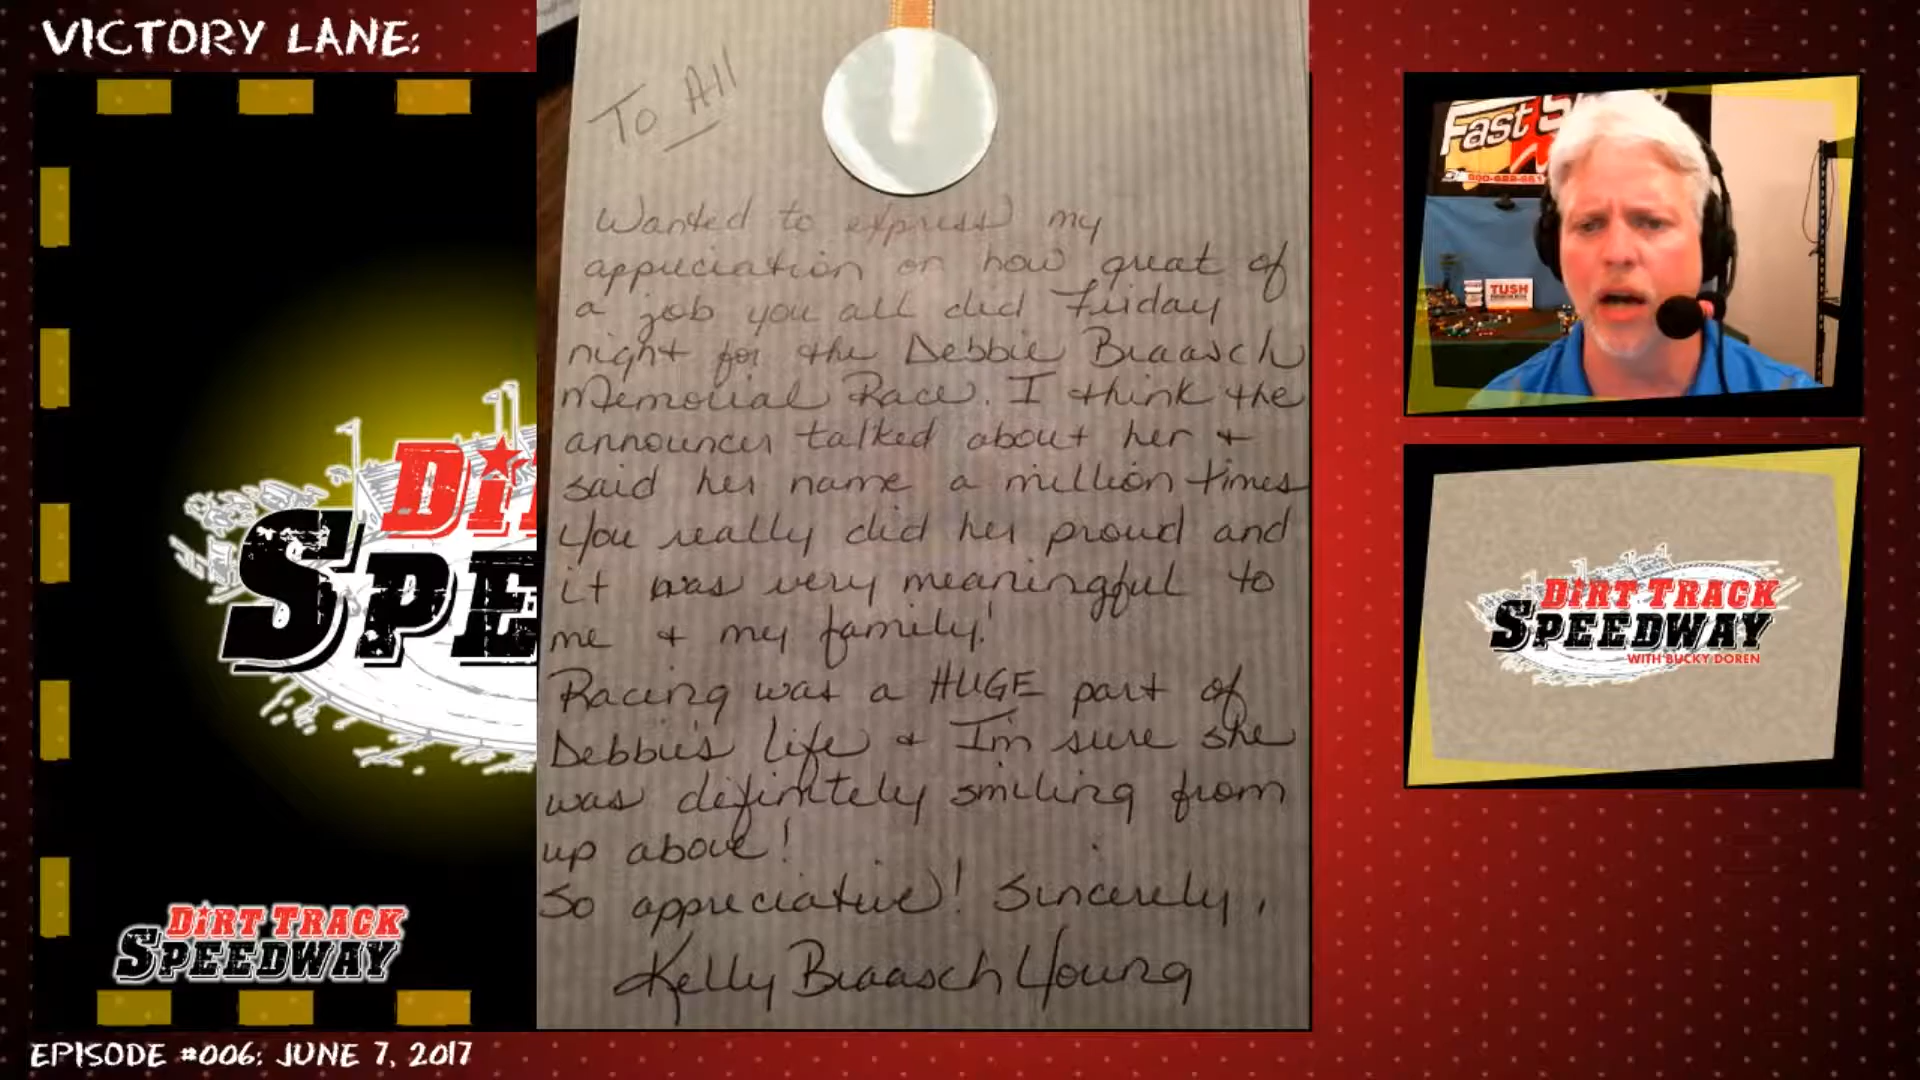 VICTORY LANE:
To All
Wanted to express my
appreciation on how great of
a job you all did Friday
night for the Debbie Braasch
Memorial Race. I think the
announcer talked about her +
said her name a million times
You really did her proud and
it was very meaningful to
me + my family!
Racing was a HUGE part of
Debbie's life + I'm sure she
was definitely smiling from
up above!
So appreciative! Sincerely,
Kelly Braasch Young
DiRT TRACK
SPEEDWAY
EPISODE #006: JUNE 7, 2017
Fast S
TUSH
DiRT TRACK
SPEEDWAY
WITH BUCKY DOREN
Di
SPE